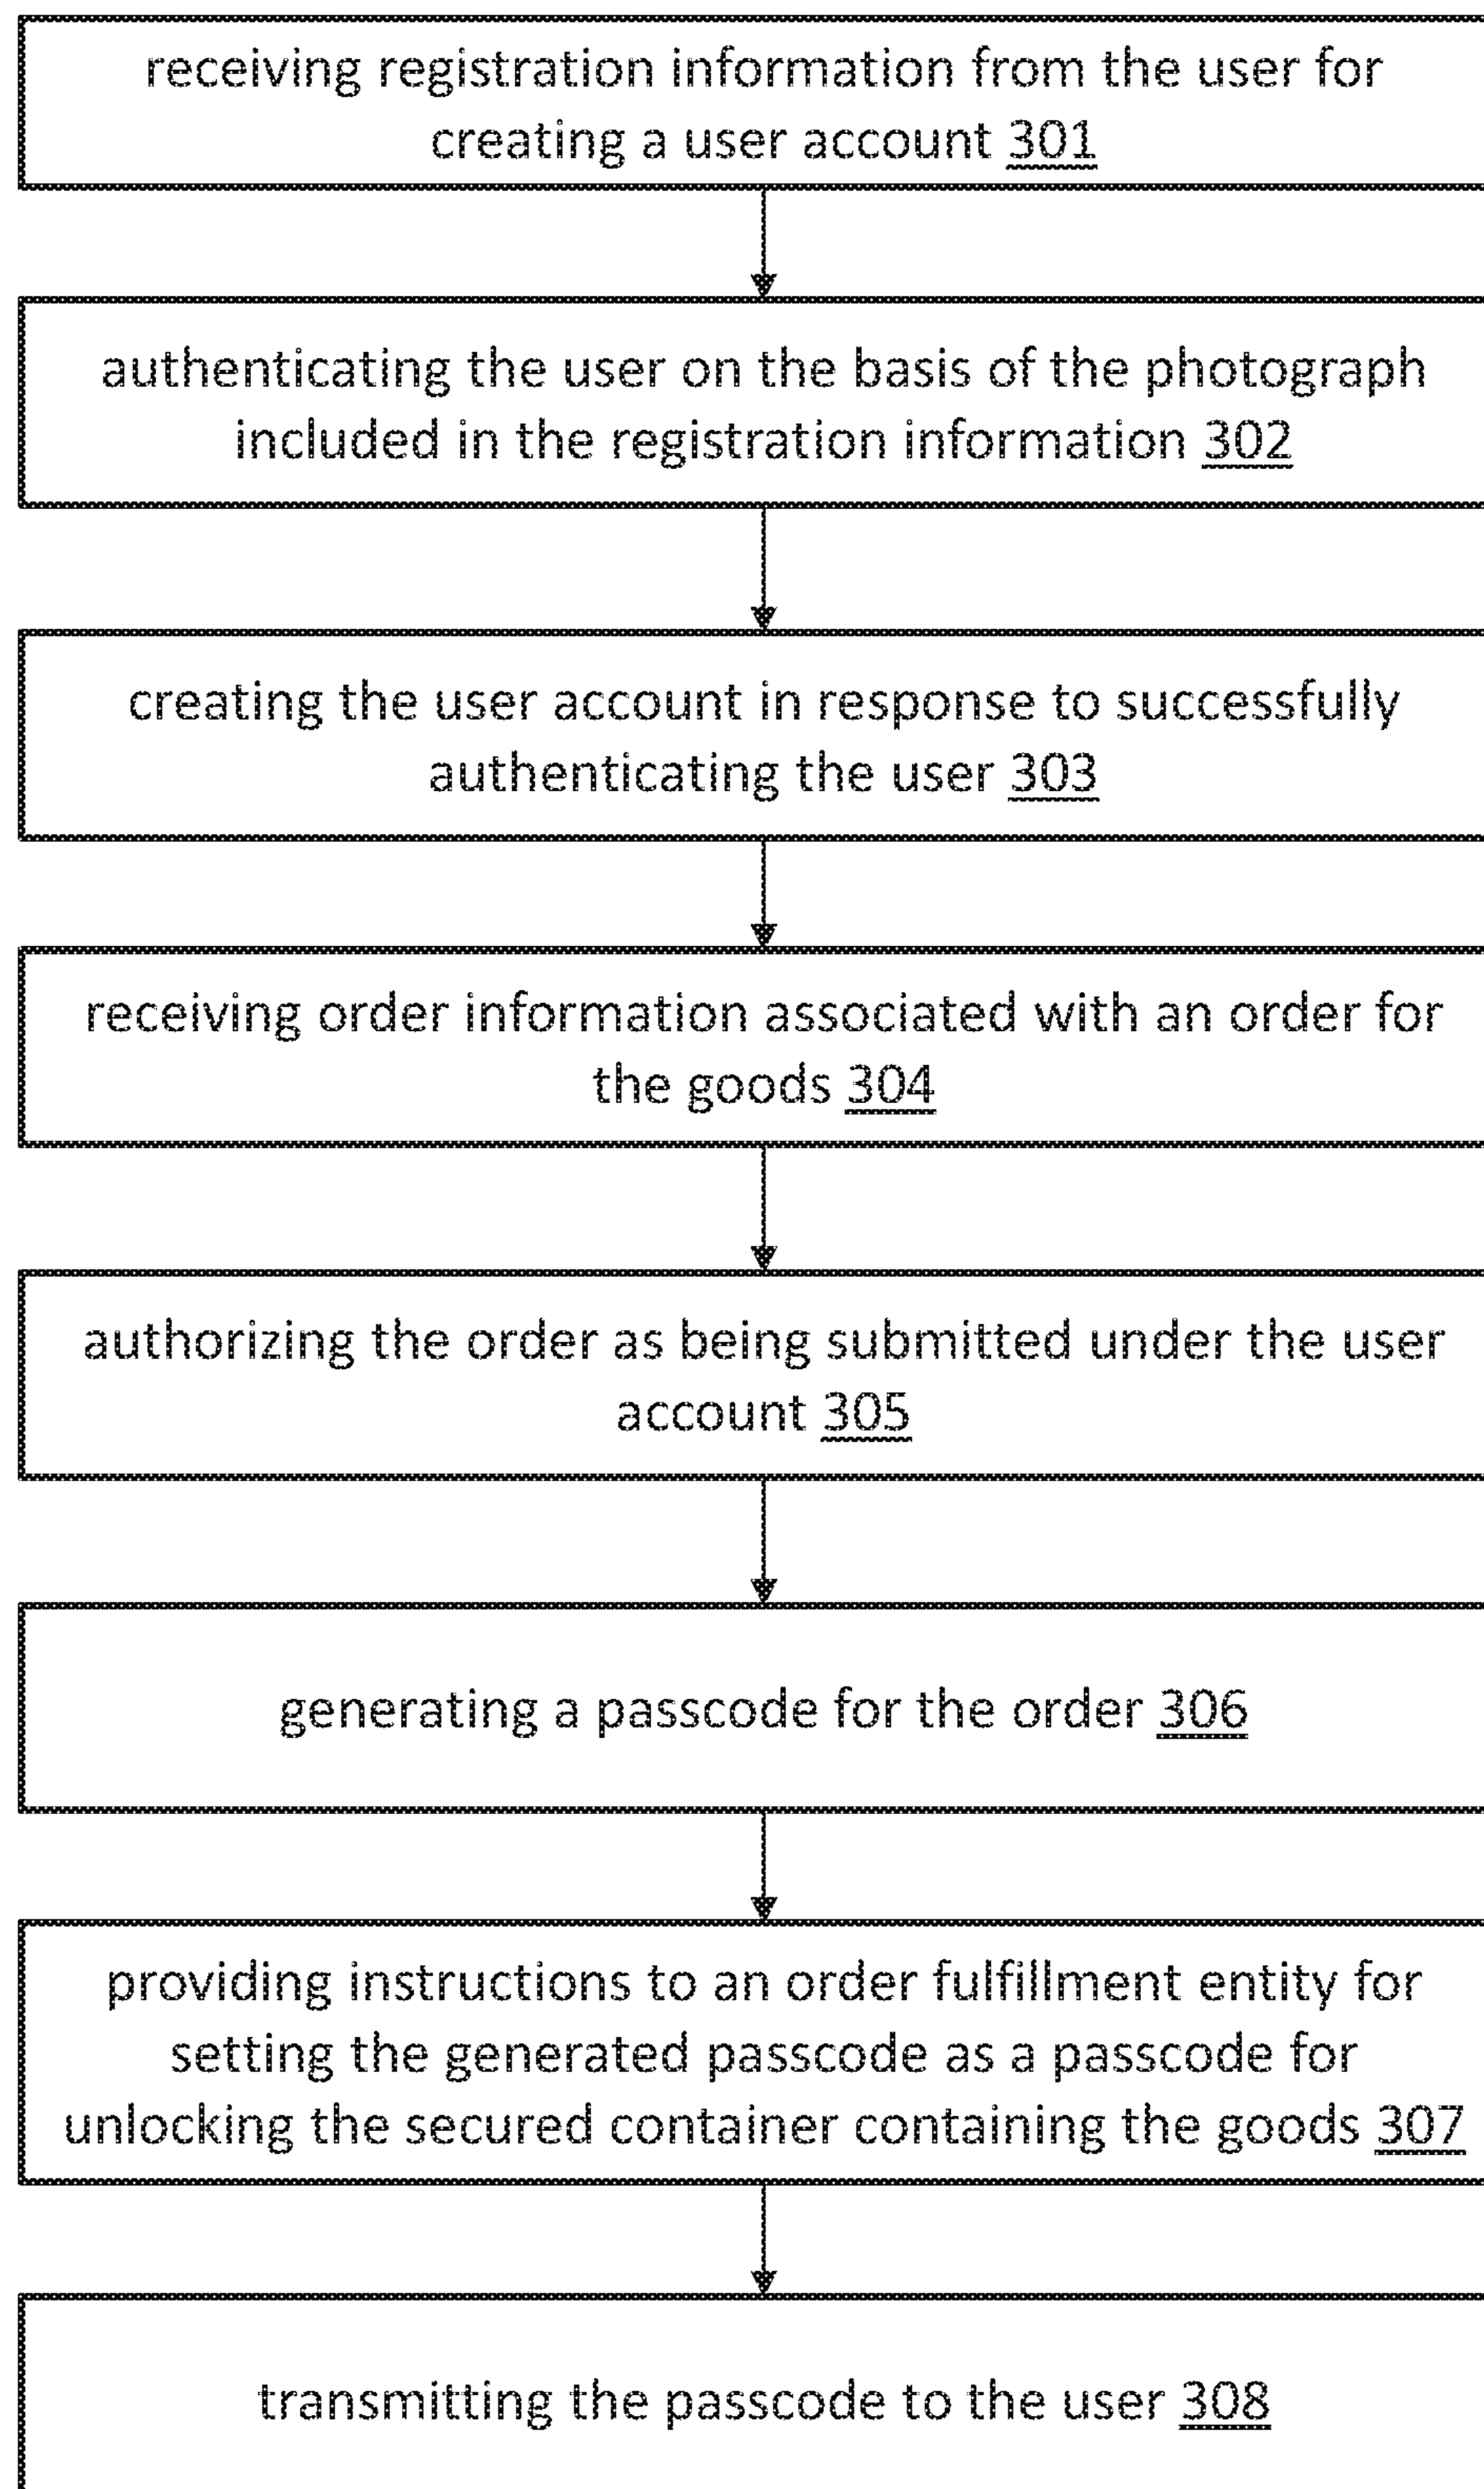 receiving registration information from the user for
creating a user account 301
authenticating the user on the basis of the photograph
included in the registration information 302
creating the user account in response to successfully
authenticating the user 303
receiving order information associated with an order for
the goods 304
authorizing the order as being submitted under the user
account 305
generating a passcode for the order 306
providing instructions to an order fulfillment entity for
setting the generated passcode as a passcode for
unlocking the secured container containing the goods 307
transmitting the passcode to the user 308